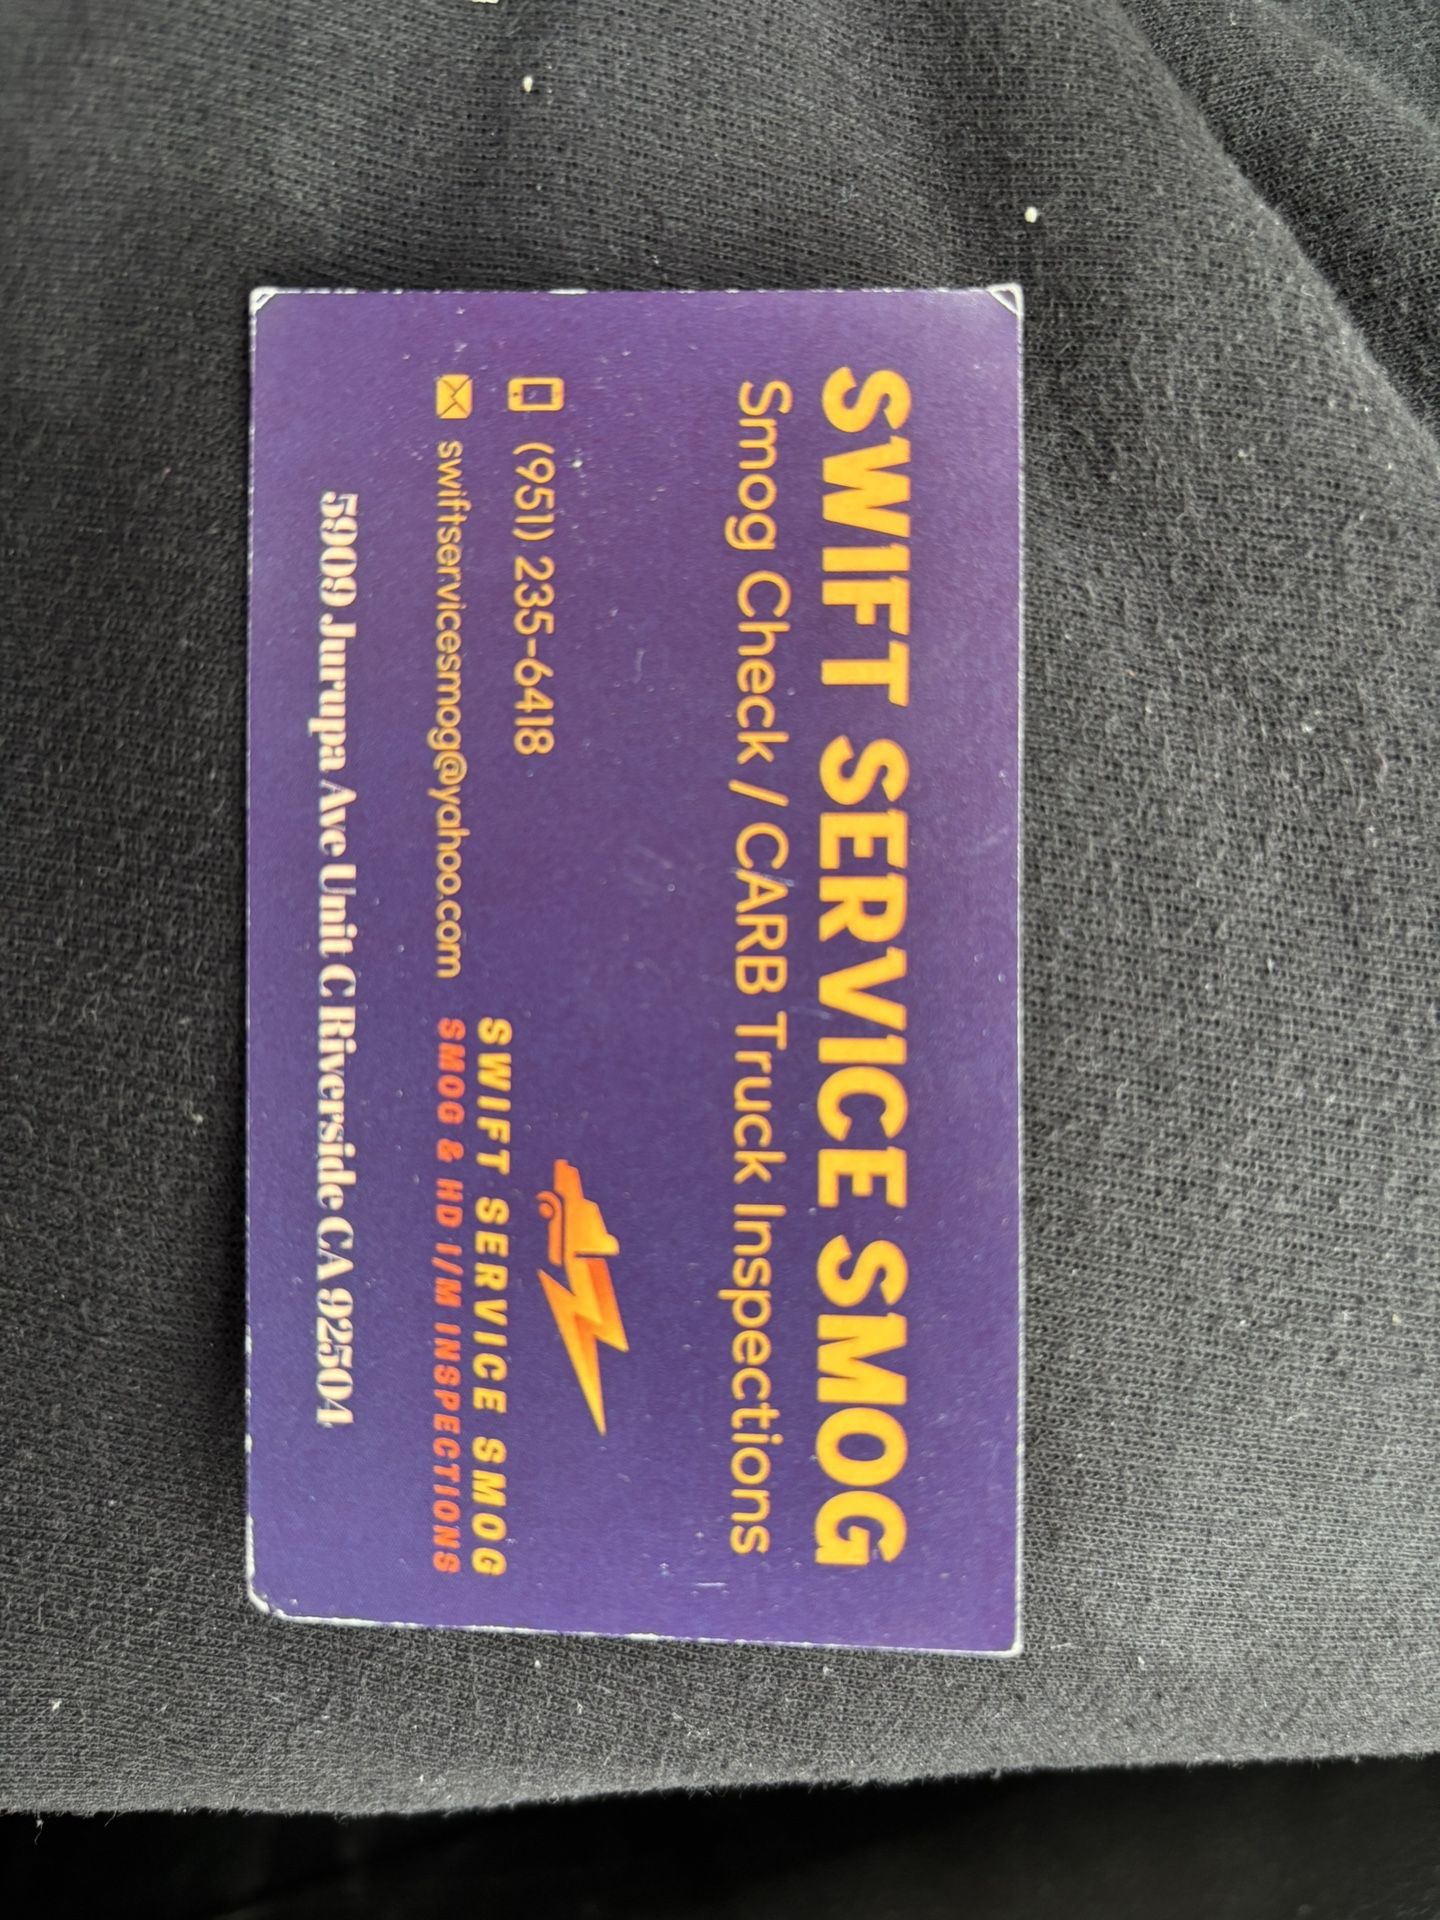 SWIFT SERVICE SMOG
Smog Check / CARB Truck Inspections
(951) 235-6418
swiftservicesmog@yahoo.com
SWIFT SERVICE SMOG
SMOG & HD I/M INSPECTIONS
5909 Jurupa Ave Unit C Riverside CA 92504